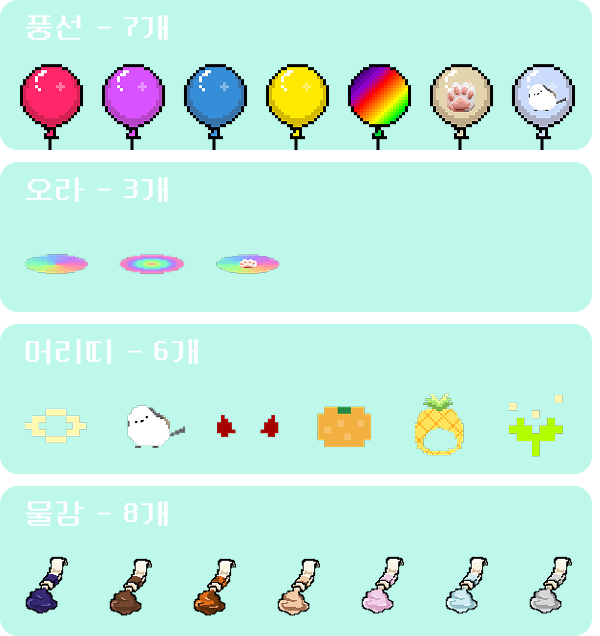 풍선 - 7개
오라 - 3개
머리띠 - 6개
물감 - 8개